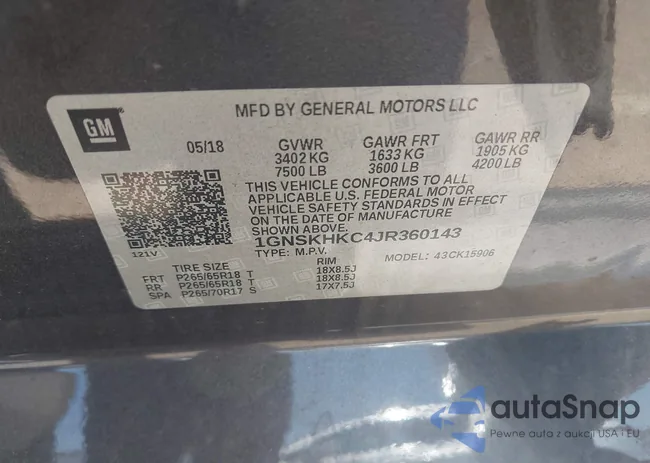 GM
MFD BY GENERAL MOTORS LLC
05/18 GVWR GAWR FRT GAWR RR
3402 KG 1633 KG 1905 KG
7500 LB 3600 LB 4200 LB
THIS VEHICLE CONFORMS TO ALL
APPLICABLE U.S. FEDERAL MOTOR
VEHICLE SAFETY STANDARDS IN EFFECT
ON THE DATE OF MANUFACTURE
SHOWN ABOVE.
121V
1GNSKHKC4JR360143
TYPE: M.P.V. MODEL: 43CK15906
TIRE SIZE RIM
FRT P265/65R18 T 18X8.5J
RR P265/65R18 T 18X8.5J
SPA P265/70R17 S 17X7.5J
autaSnap
Pewne auta z aukcji USA i EU